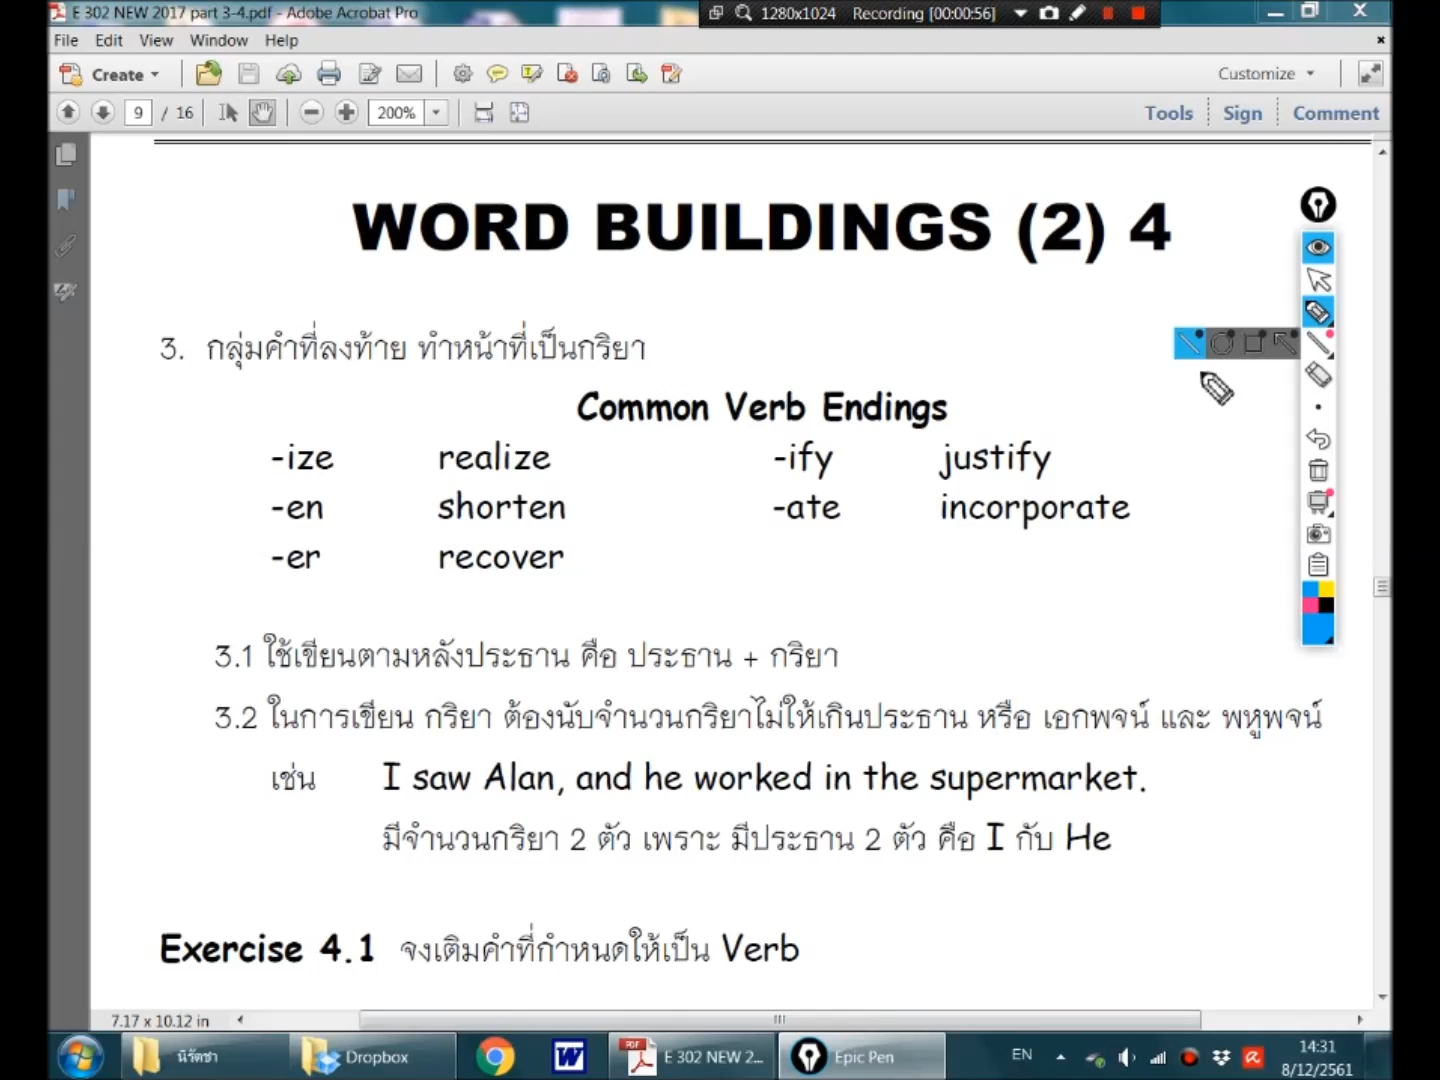 E 302 NEW 2017 part 3-4.pdf - Adobe Acrobat Pro
1280x1024 Recording [00:00:56]
File Edit View Window Help
Create
Customize
9 / 16 200% Tools Sign Comment
WORD BUILDINGS (2) 4
3. กลุ่มคำที่ลงท้าย ทำหน้าที่เป็นกริยา
Common Verb Endings
-ize realize -ify justify
-en shorten -ate incorporate
-er recover
3.1 ใช้เขียนตามหลังประธาน คือ ประธาน + กริยา
3.2 ในการเขียน กริยา ต้องนับจำนวนกริยาไม่ให้เกินประธาน หรือ เอกพจน์ และ พหูพจน์
เช่น I saw Alan, and he worked in the supermarket.
มีจำนวนกริยา 2 ตัว เพราะ มีประธาน 2 ตัว คือ I กับ He
Exercise 4.1 จงเติมคำที่กำหนดให้เป็น Verb
7.17 x 10.12 in
นิรัตชา Dropbox E 302 NEW 2... Epic Pen EN 14:31
8/12/2561